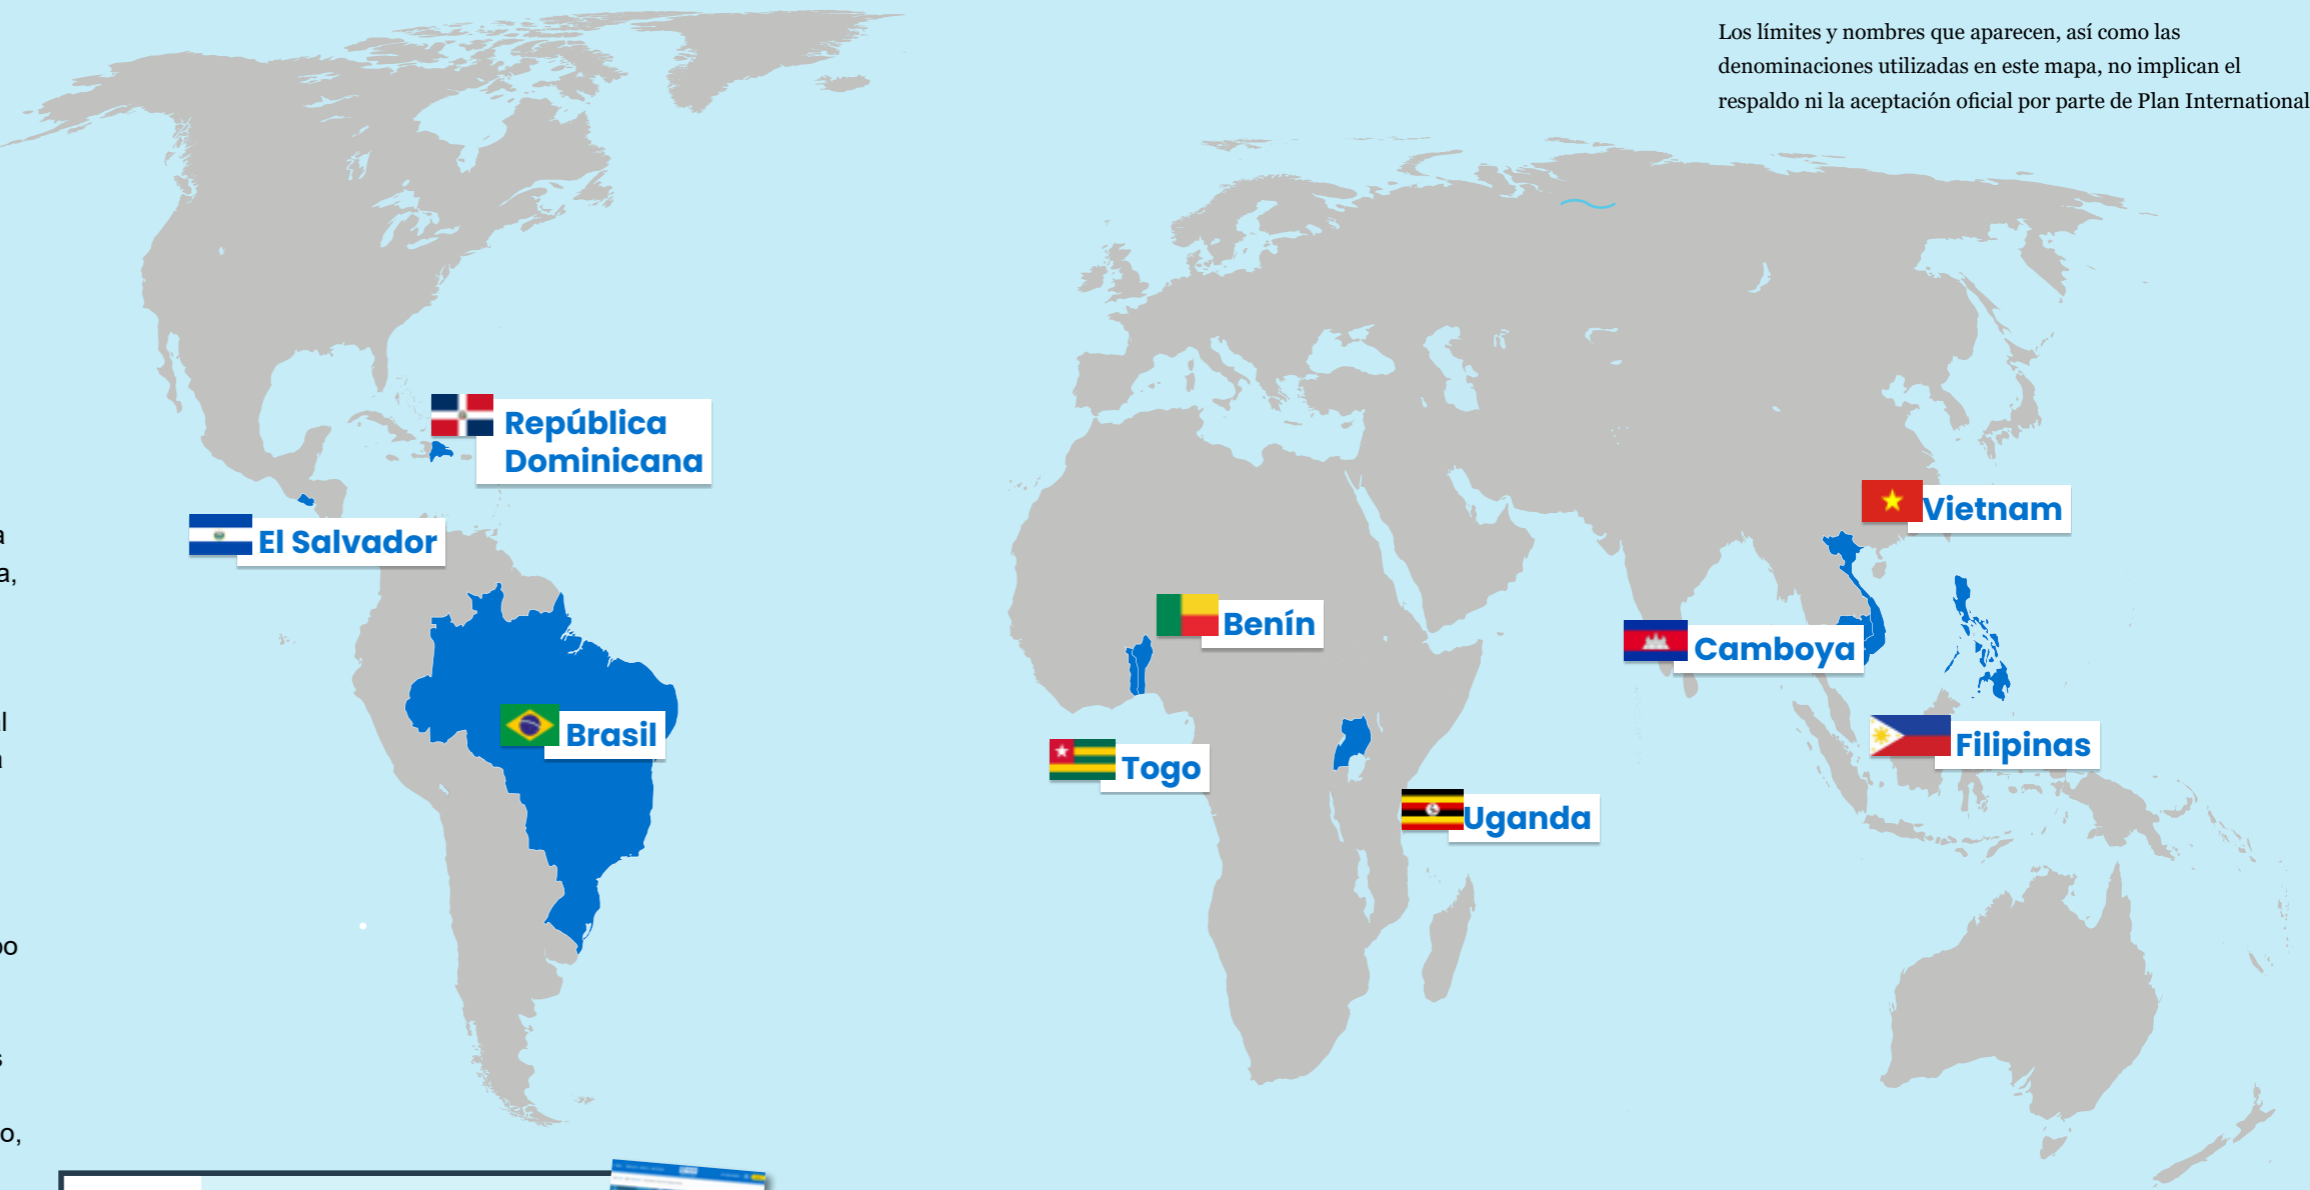 Los límites y nombres que aparecen, así como las
denominaciones utilizadas en este mapa, no implican el
respaldo ni la aceptación oficial por parte de Plan International
República
Dominicana
El Salvador
Brasil
Benín
Togo
Uganda
Vietnam
Camboya
Filipinas